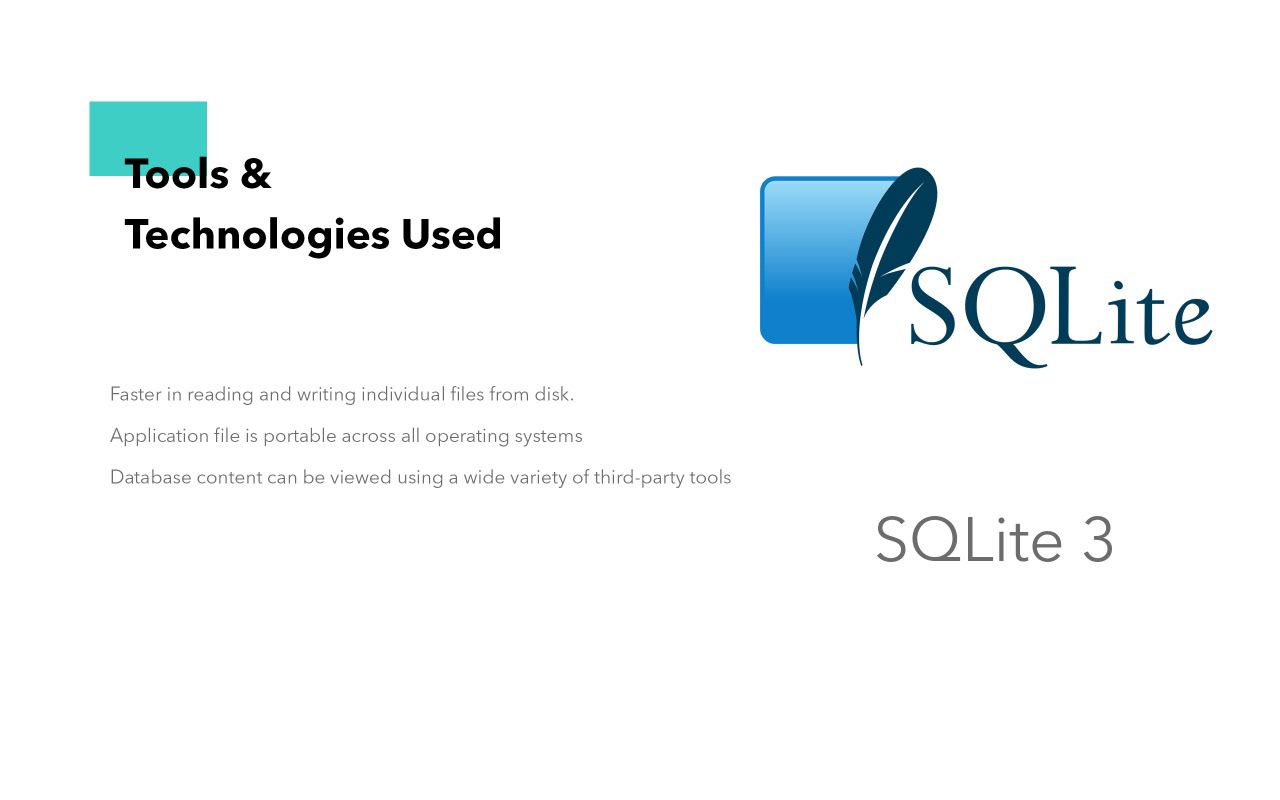 Tools &
Technologies Used
SQLite
Faster in reading and writing individual files from disk.
Application file is portable across all operating systems
Database content can be viewed using a wide variety of third-party tools
SQLite 3